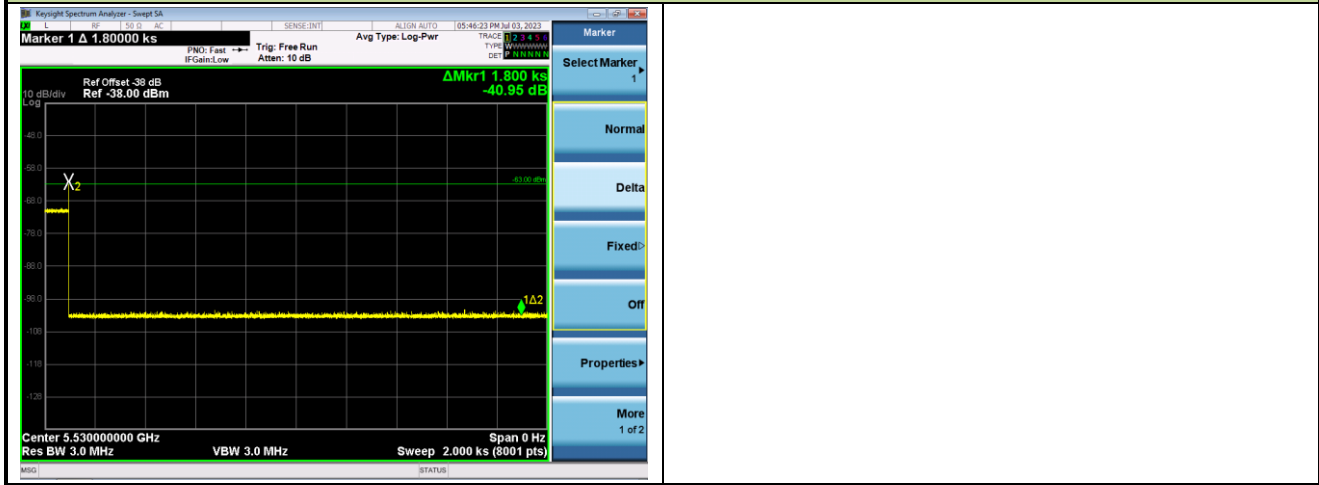 Keysight Spectrum Analyzer - Swept SA
L RF 50 Ω AC SENSE:INT ALIGN AUTO 05:46:23 PM Jul 03, 2023
Marker 1 Δ 1.80000 ks
PNO: Fast
IFGain:Low
Trig: Free Run
Atten: 10 dB
Avg Type: Log-Pwr
TRACE 1 2 3 4 5 6
TYPE WWWWWW
DET P N N N N N
ΔMkr1 1.800 ks
-40.95 dB
Ref Offset -38 dB
10 dB/div Ref -38.00 dBm
Log
-48.0
-58.0
-63.00 dBm
2
-68.0
-78.0
-88.0
-98.0
1Δ2
-108
-118
-128
Center 5.530000000 GHz Span 0 Hz
Res BW 3.0 MHz VBW 3.0 MHz Sweep 2.000 ks (8001 pts)
MSG STATUS
Marker
Select Marker
1
Normal
Delta
Fixed
Off
Properties
More
1 of 2